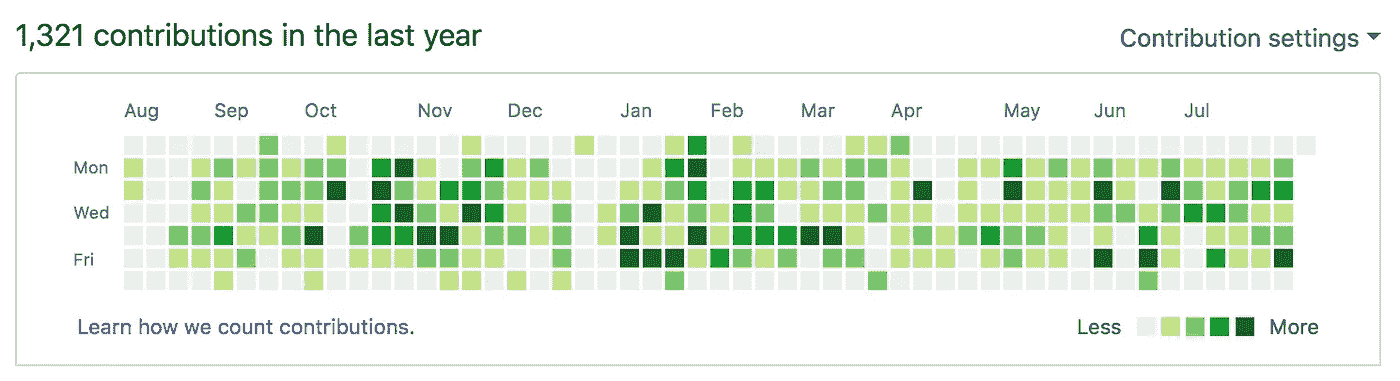 1,321 contributions in the last year
Contribution settings
Aug Sep Oct Nov Dec Jan Feb Mar Apr May Jun Jul
Mon
Wed
Fri
Learn how we count contributions.
Less More